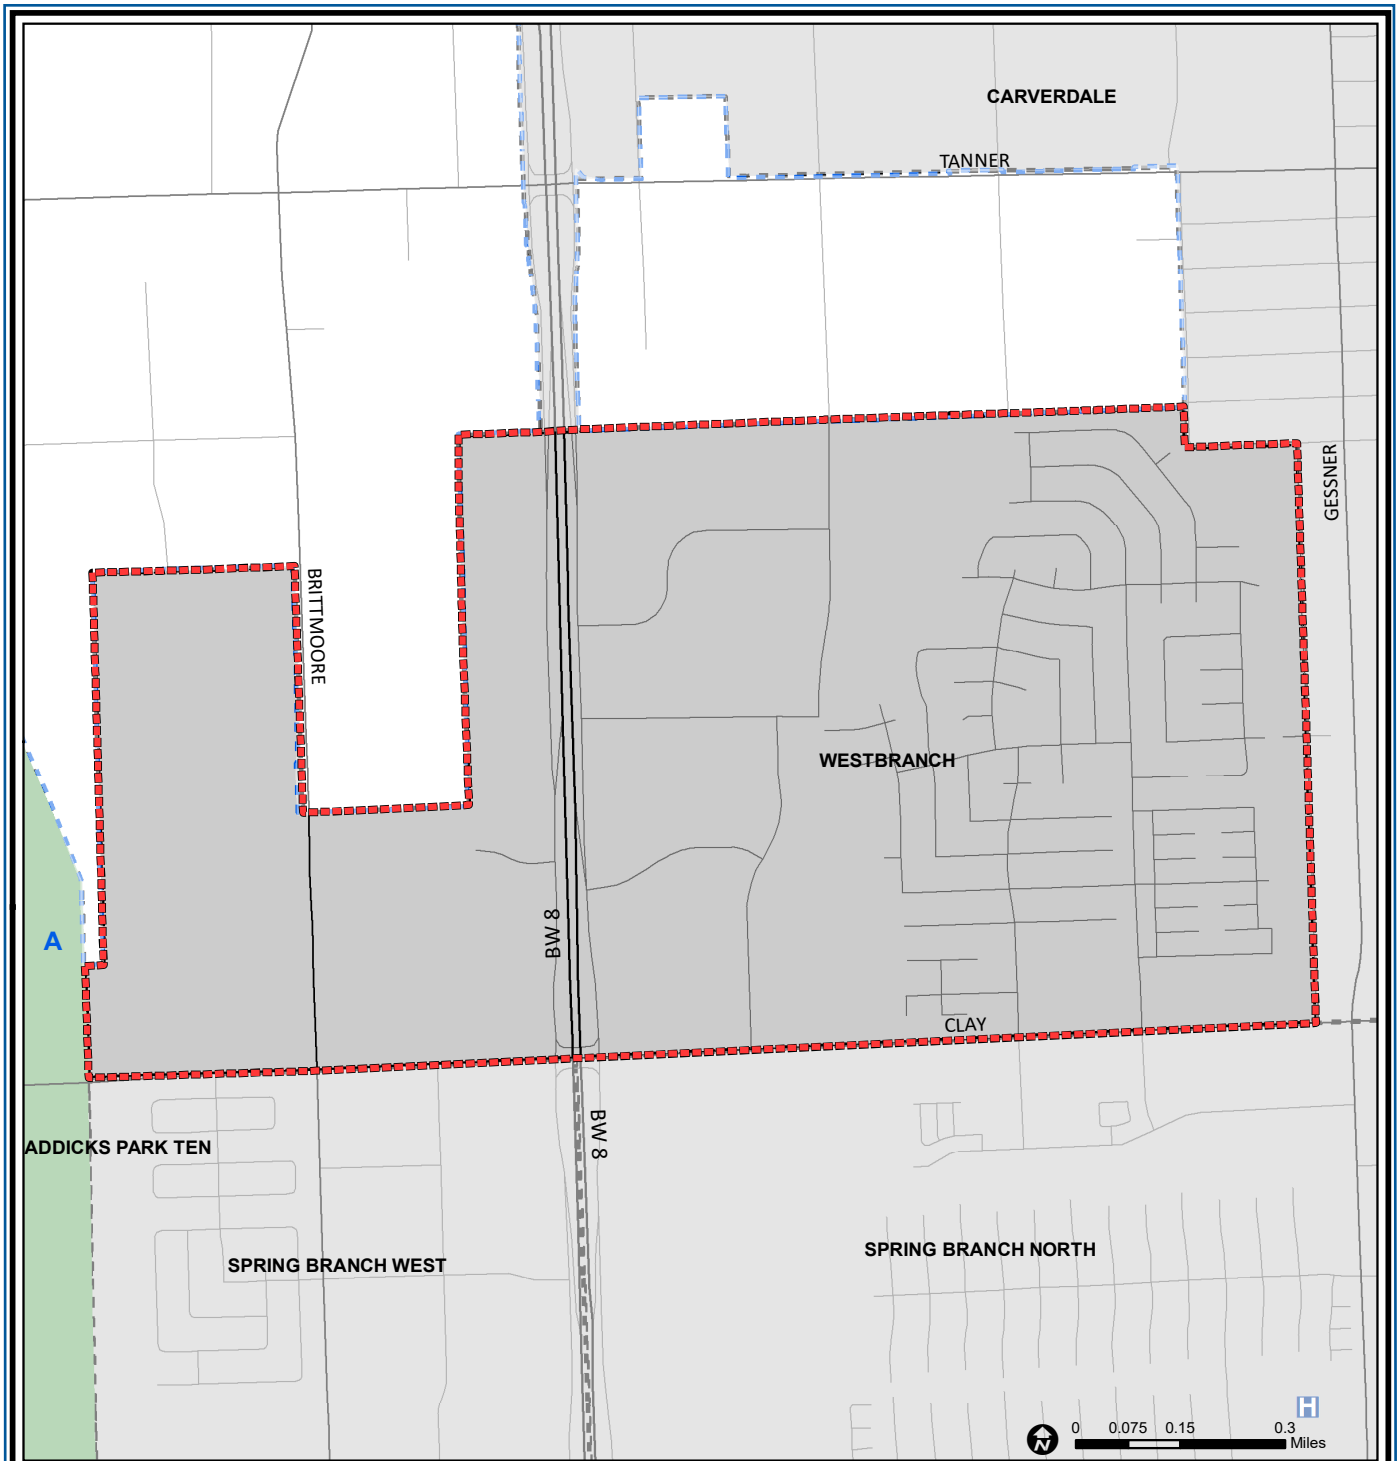 CARVERDALE
TANNER
GESSNER
BRITTMOORE
WESTBRANCH
BW 8
A
CLAY
BW 8
ADDICKS PARK TEN
SPRING BRANCH WEST
SPRING BRANCH NORTH
H
N
0 0.075 0.15 0.3
Miles